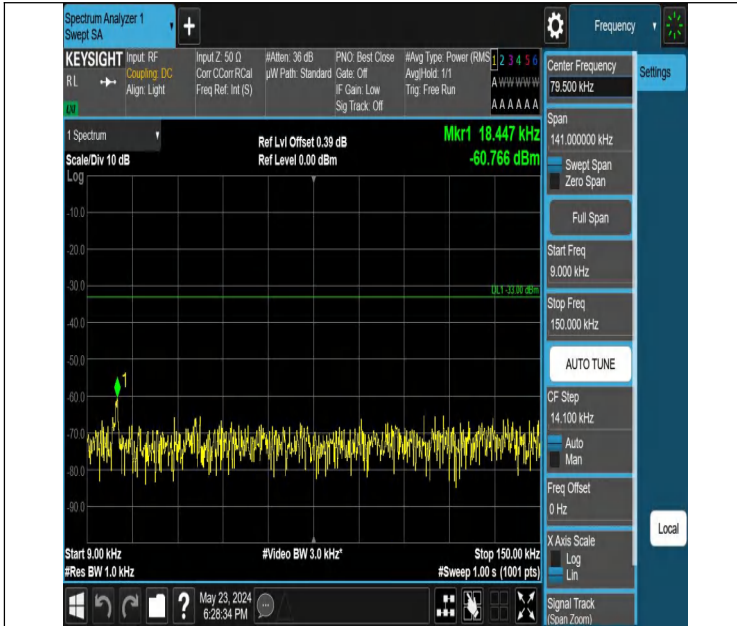 Spectrum Analyzer 1
Swept SA
+
Frequency
KEYSIGHT
RL
Input: RF
Coupling: DC
Align: Light
Input Z: 50 Ω
Corr CCorr RCal
Freq Ref: Int (S)
#Atten: 36 dB
µW Path: Standard
PNO: Best Close
Gate: Off
IF Gain: Low
Sig Track: Off
#Avg Type: Power (RMS
Avg|Hold: 1/1
Trig: Free Run
1 2 3 4 5 6
A W W W W W
A A A A A A
1 Spectrum
Scale/Div 10 dB
Log
Ref Lvl Offset 0.39 dB
Ref Level 0.00 dBm
Mkr1 18.447 kHz
-60.766 dBm
-10.0
-20.0
-30.0
DL1 -33.00 dBm
-40.0
-50.0
1
-60.0
-70.0
-80.0
-90.0
Start 9.00 kHz
#Video BW 3.0 kHz*
Stop 150.00 kHz
#Res BW 1.0 kHz
#Sweep 1.00 s (1001 pts)
?
May 23, 2024
6:28:34 PM
Center Frequency
79.500 kHz
Settings
Span
141.000000 kHz
Swept Span
Zero Span
Full Span
Start Freq
9.000 kHz
Stop Freq
150.000 kHz
AUTO TUNE
CF Step
14.100 kHz
Auto
Man
Freq Offset
0 Hz
X Axis Scale
Log
Lin
Local
Signal Track
(Span Zoom)